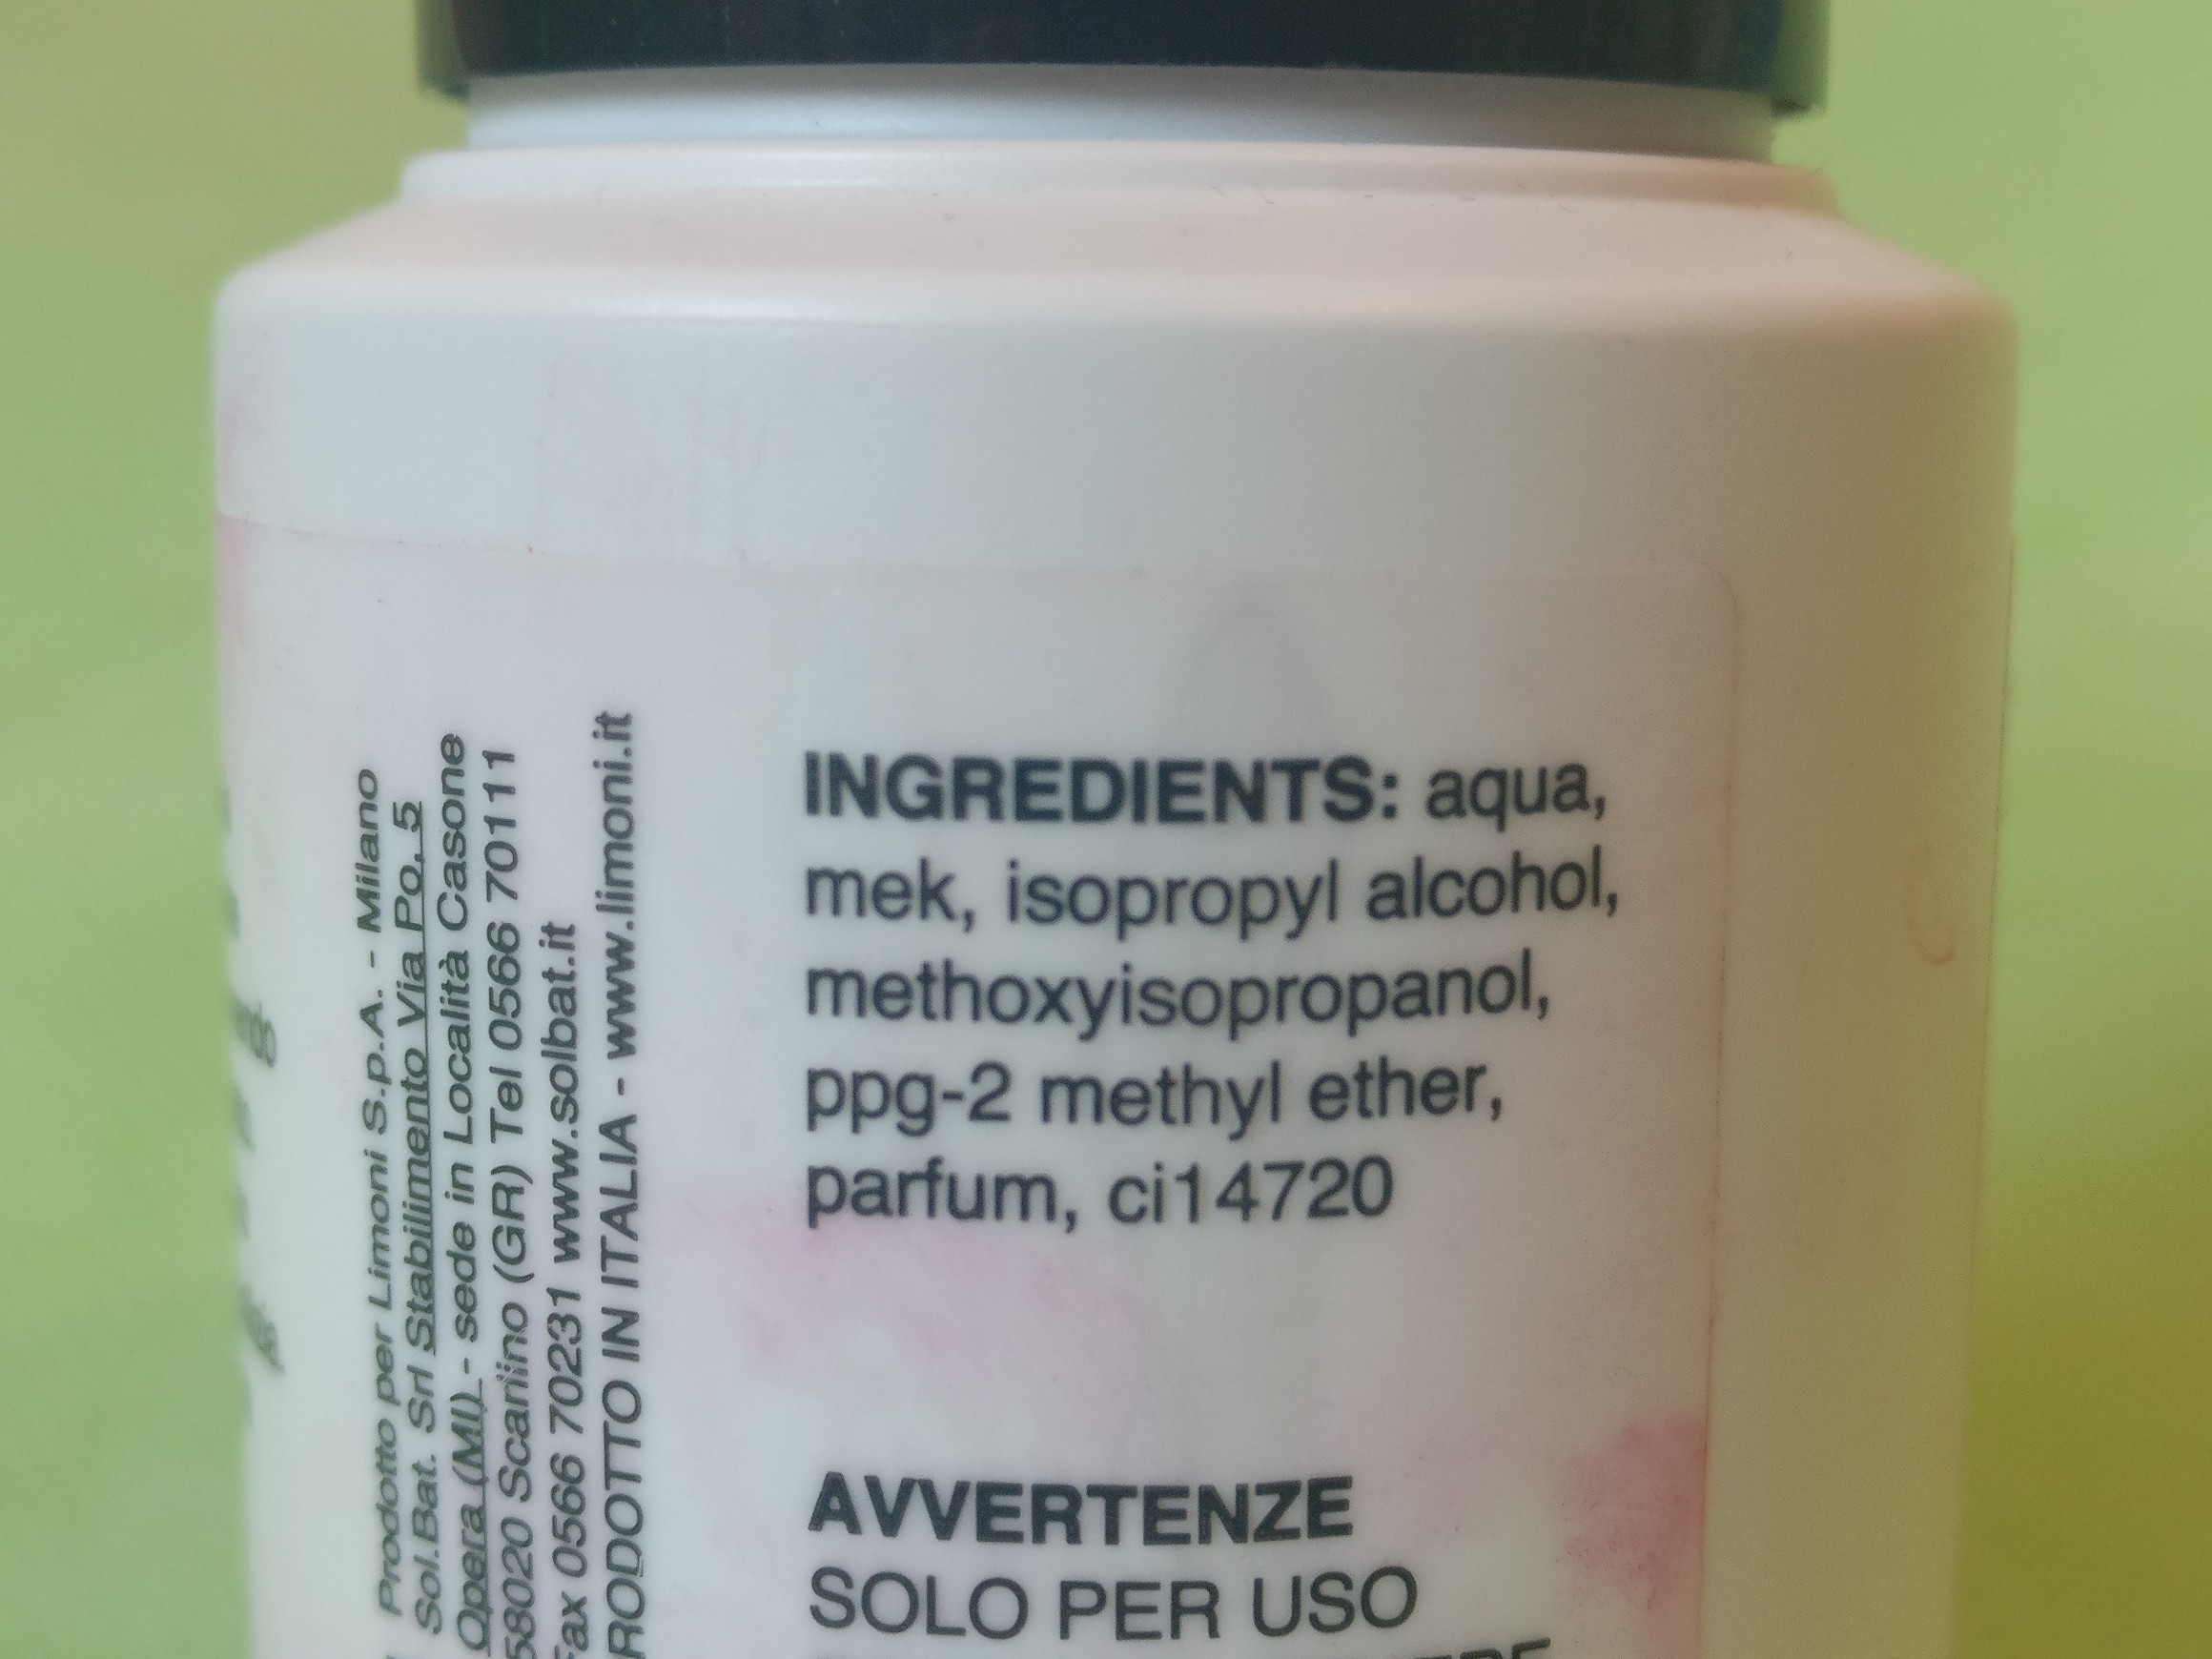 Prodotto per Limoni S.p.A. - Milano
Sol.Bat. Srl Stabilimento Via Po, 5
Opera (MI) - sede in Località Casone
58020 Scarlino (GR) Tel 0566 70111
Fax 0566 70231 www.solbat.it
RODOTTO IN ITALIA - www.limoni.it
INGREDIENTS: aqua,
mek, isopropyl alcohol,
methoxyisopropanol,
ppg-2 methyl ether,
parfum, ci14720
AVVERTENZE
SOLO PER USO